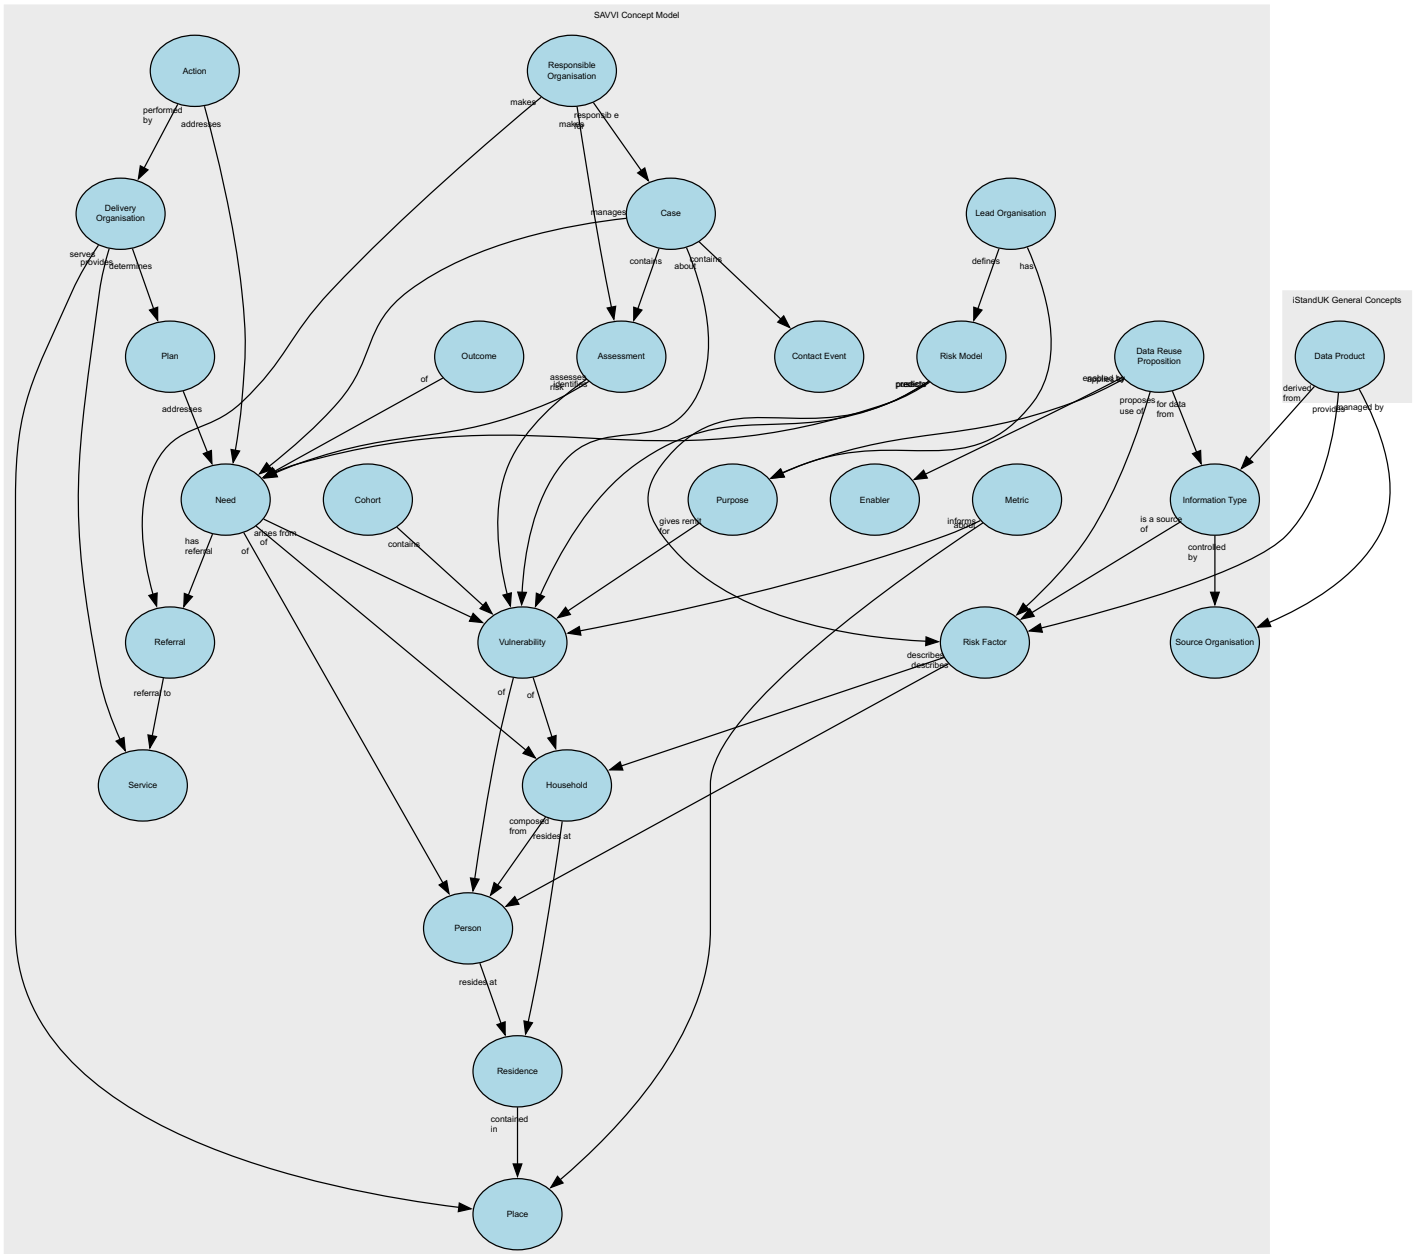 SAVVI Concept Model
Action
Responsible
Organisation
performed
by
addresses
makes
makes
responsib e
for
Delivery
Organisation
Case
Lead Organisation
manages
serves
provides
determines
contains
about
contains
defines
has
iStandUK General Concepts
Plan
Outcome
Assessment
Contact Event
Risk Model
Data Reuse
Proposition
Data Product
of
assesses
risk
identifies
enabled by
applies to
proposes
use of
for data
from
derived
from
provides
managed by
addresses
Need
Cohort
Purpose
Enabler
Metric
Information Type
has
referral
of
arises from
of
contains
gives remit
for
informs
about
is a source
of
controlled
by
Referral
Vulnerability
Risk Factor
Source Organisation
describes
describes
referral to
of
of
Service
Household
composed
from
resides at
Person
resides at
Residence
contained
in
Place